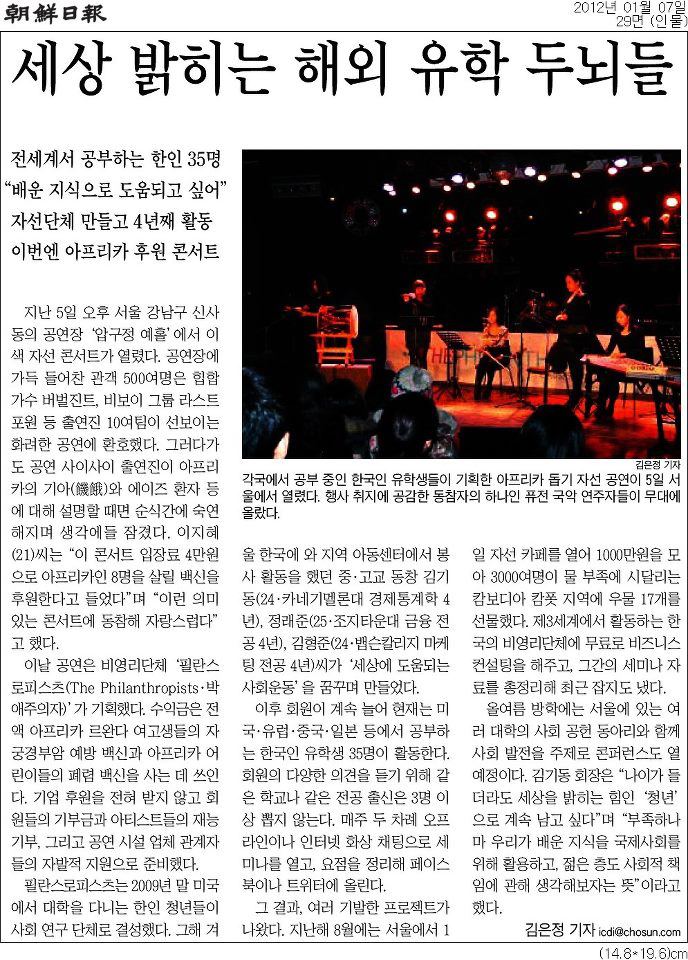 朝鮮日報
2012년 01월 07일
29면 (인물)
세상 밝히는 해외 유학 두뇌들
전세계서 공부하는 한인 35명
“배운 지식으로 도움되고 싶어”
자선단체 만들고 4년째 활동
이번엔 아프리카 후원 콘서트
지난 5일 오후 서울 강남구 신사
동의 공연장 ‘압구정 예홀’에서 이
색 자선 콘서트가 열렸다. 공연장에
가득 들어찬 관객 500여명은 힙합
가수 버벌진트, 비보이 그룹 라스트
포원 등 출연진 10여팀이 선보이는
화려한 공연에 환호했다. 그러다가
도 공연 사이사이 출연진이 아프리
카의 기아(饑餓)와 에이즈 환자 등
에 대해 설명할 때면 순식간에 숙연
해지며 생각에들 잠겼다. 이지혜
(21)씨는 “이 콘서트 입장료 4만원
으로 아프리카인 8명을 살릴 백신을
후원한다고 들었다”며 “이런 의미
있는 콘서트에 동참해 자랑스럽다”
고 했다.
이날 공연은 비영리단체 ‘필란스
로피스츠(The Philanthropists·박
애주의자)’가 기획했다. 수익금은 전
액 아프리카 르완다 여고생들의 자
궁경부암 예방 백신과 아프리카 어
린이들의 폐렴 백신을 사는 데 쓰인
다. 기업 후원을 전혀 받지 않고 회
원들의 기부금과 아티스트들의 재능
기부, 그리고 공연 시설 업체 관계자
들의 자발적 지원으로 준비했다.
필란스로피스츠는 2009년 말 미국
에서 대학을 다니는 한인 청년들이
사회 연구 단체로 결성했다. 그해 겨
THE PHILANTH
김은정 기자
각국에서 공부 중인 한국인 유학생들이 기획한 아프리카 돕기 자선 공연이 5일 서
울에서 열렸다. 행사 취지에 공감한 동참자의 하나인 퓨전 국악 연주자들이 무대에
올랐다.
울 한국에 와 지역 아동센터에서 봉
사 활동을 했던 중·고교 동창 김기
동(24·카네기멜론대 경제통계학 4
년), 정래준(25·조지타운대 금융 전
공 4년), 김형준(24·뱁슨칼리지 마케
팅 전공 4년)씨가 ‘세상에 도움되는
사회운동’을 꿈꾸며 만들었다.
이후 회원이 계속 늘어 현재는 미
국·유럽·중국·일본 등에서 공부하
는 한국인 유학생 35명이 활동한다.
회원의 다양한 의견을 듣기 위해 같
은 학교나 같은 전공 출신은 3명 이
상 뽑지 않는다. 매주 두 차례 오프
라인이나 인터넷 화상 채팅으로 세
미나를 열고, 요점을 정리해 페이스
북이나 트위터에 올린다.
그 결과, 여러 기발한 프로젝트가
나왔다. 지난해 8월에는 서울에서 1
일 자선 카페를 열어 1000만원을 모
아 3000여명이 물 부족에 시달리는
캄보디아 캄폿 지역에 우물 17개를
선물했다. 제3세계에서 활동하는 한
국의 비영리단체에 무료로 비즈니스
컨설팅을 해주고, 그간의 세미나 자
료를 총정리해 최근 잡지도 냈다.
올여름 방학에는 서울에 있는 여
러 대학의 사회 공헌 동아리와 함께
사회 발전을 주제로 콘퍼런스도 열
예정이다. 김기동 회장은 “나이가 들
더라도 세상을 밝히는 힘인 ‘청년’
으로 계속 남고 싶다”며 “부족하나
마 우리가 배운 지식을 국제사회를
위해 활용하고, 젊은 층도 사회적 책
임에 관해 생각해보자는 뜻”이라고
했다.
김은정 기자 icdi@chosun.com
(14.8*19.6)cm